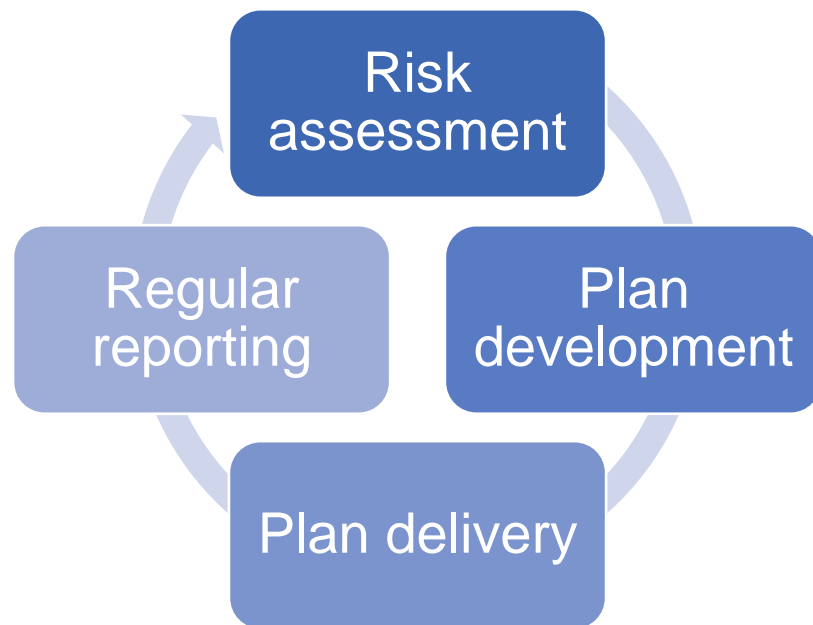 Risk
assessment
Plan
development
Plan delivery
Regular
reporting